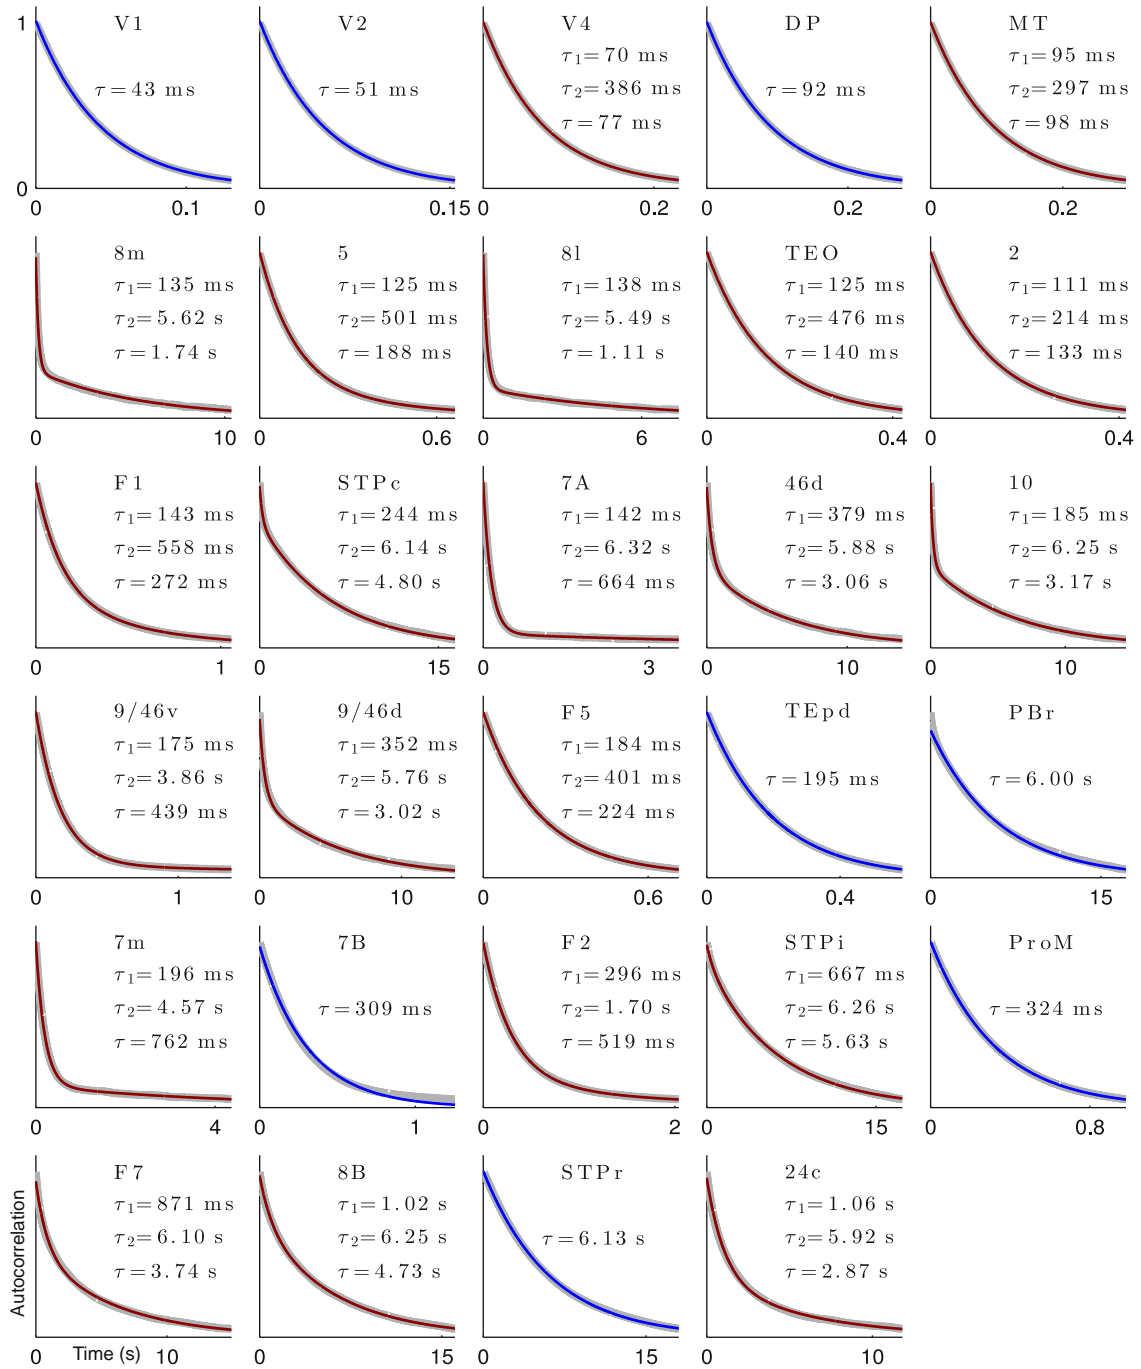 1
0
Autocorrelation
Time (s)
V1
τ = 43 ms
0 0.1
V2
τ = 51 ms
0 0.15
V4
τ₁= 70 ms
τ₂= 386 ms
τ = 77 ms
0 0.2
DP
τ = 92 ms
0 0.2
MT
τ₁= 95 ms
τ₂= 297 ms
τ = 98 ms
0 0.2
8m
τ₁= 135 ms
τ₂= 5.62 s
τ = 1.74 s
0 10
5
τ₁= 125 ms
τ₂= 501 ms
τ = 188 ms
0 0.6
8l
τ₁= 138 ms
τ₂= 5.49 s
τ = 1.11 s
0 6
TEO
τ₁= 125 ms
τ₂= 476 ms
τ = 140 ms
0 0.4
2
τ₁= 111 ms
τ₂= 214 ms
τ = 133 ms
0 0.4
F1
τ₁= 143 ms
τ₂= 558 ms
τ = 272 ms
0 1
STPc
τ₁= 244 ms
τ₂= 6.14 s
τ = 4.80 s
0 15
7A
τ₁= 142 ms
τ₂= 6.32 s
τ = 664 ms
0 3
46d
τ₁= 379 ms
τ₂= 5.88 s
τ = 3.06 s
0 10
10
τ₁= 185 ms
τ₂= 6.25 s
τ = 3.17 s
0 10
9/46v
τ₁= 175 ms
τ₂= 3.86 s
τ = 439 ms
0 1
9/46d
τ₁= 352 ms
τ₂= 5.76 s
τ = 3.02 s
0 10
F5
τ₁= 184 ms
τ₂= 401 ms
τ = 224 ms
0 0.6
TEpd
τ = 195 ms
0 0.4
PBr
τ = 6.00 s
0 15
7m
τ₁= 196 ms
τ₂= 4.57 s
τ = 762 ms
0 4
7B
τ = 309 ms
0 1
F2
τ₁= 296 ms
τ₂= 1.70 s
τ = 519 ms
0 2
STPi
τ₁= 667 ms
τ₂= 6.26 s
τ = 5.63 s
0 15
ProM
τ = 324 ms
0 0.8
F7
τ₁= 871 ms
τ₂= 6.10 s
τ = 3.74 s
0 10
8B
τ₁= 1.02 s
τ₂= 6.25 s
τ = 4.73 s
0 15
STPr
τ = 6.13 s
0 15
24c
τ₁= 1.06 s
τ₂= 5.92 s
τ = 2.87 s
0 10